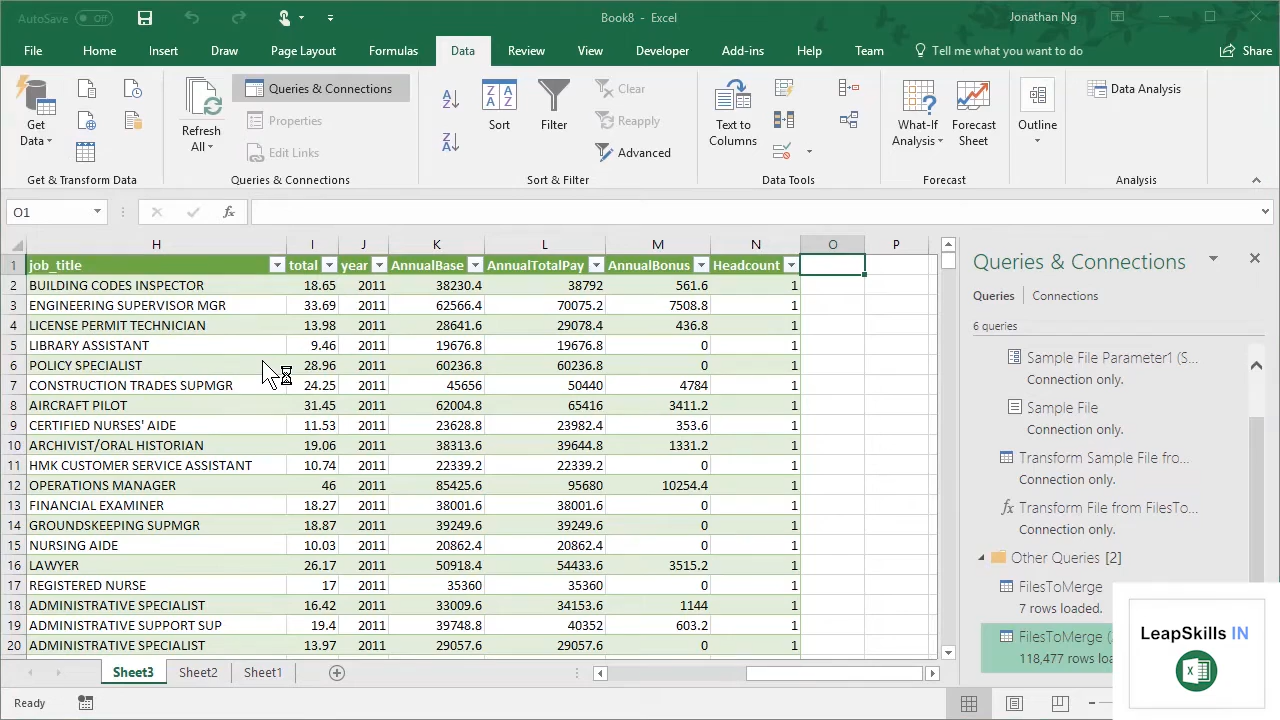 AutoSave Off
Book8 - Excel
Jonathan Ng
File Home Insert Draw Page Layout Formulas Data Review View Developer Add-ins Help Team Tell me what you want to do Share
Get Data
Refresh All
Queries & Connections
Properties
Edit Links
Sort
Filter
Clear
Reapply
Advanced
Text to Columns
What-If Analysis
Forecast Sheet
Outline
Data Analysis
Get & Transform Data Queries & Connections Sort & Filter Data Tools Forecast Analysis
O1 fx
H I J K L M N O P
1 job_title total year AnnualBase AnnualTotalPay AnnualBonus Headcount
2 BUILDING CODES INSPECTOR 18.65 2011 38230.4 38792 561.6 1
3 ENGINEERING SUPERVISOR MGR 33.69 2011 62566.4 70075.2 7508.8 1
4 LICENSE PERMIT TECHNICIAN 13.98 2011 28641.6 29078.4 436.8 1
5 LIBRARY ASSISTANT 9.46 2011 19676.8 19676.8 0 1
6 POLICY SPECIALIST 28.96 2011 60236.8 60236.8 0 1
7 CONSTRUCTION TRADES SUPMGR 24.25 2011 45656 50440 4784 1
8 AIRCRAFT PILOT 31.45 2011 62004.8 65416 3411.2 1
9 CERTIFIED NURSES' AIDE 11.53 2011 23628.8 23982.4 353.6 1
10 ARCHIVIST/ORAL HISTORIAN 19.06 2011 38313.6 39644.8 1331.2 1
11 HMK CUSTOMER SERVICE ASSISTANT 10.74 2011 22339.2 22339.2 0 1
12 OPERATIONS MANAGER 46 2011 85425.6 95680 10254.4 1
13 FINANCIAL EXAMINER 18.27 2011 38001.6 38001.6 0 1
14 GROUNDSKEEPING SUPMGR 18.87 2011 39249.6 39249.6 0 1
15 NURSING AIDE 10.03 2011 20862.4 20862.4 0 1
16 LAWYER 26.17 2011 50918.4 54433.6 3515.2 1
17 REGISTERED NURSE 17 2011 35360 35360 0 1
18 ADMINISTRATIVE SPECIALIST 16.42 2011 33009.6 34153.6 1144 1
19 ADMINISTRATIVE SUPPORT SUP 19.4 2011 39748.8 40352 603.2 1
20 ADMINISTRATIVE SPECIALIST 13.97 2011 29057.6 29057.6 0 1
Queries & Connections
Queries Connections
6 queries
Sample File Parameter1 (S...
Connection only.
Sample File
Connection only.
Transform Sample File fro...
Connection only.
fx Transform File from FilesTo...
Connection only.
Other Queries [2]
FilesToMerge
7 rows loaded.
FilesToMerge (
118,477 rows loa
LeapSkills IN
Sheet3 Sheet2 Sheet1
Ready